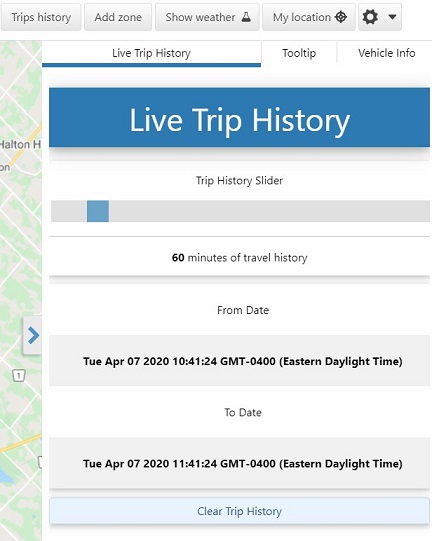 Trips history
Add zone
Show weather
My location
Live Trip History
Tooltip
Vehicle Info
Live Trip History
Halton H
on
Trip History Slider
60 minutes of travel history
From Date
Tue Apr 07 2020 10:41:24 GMT-0400 (Eastern Daylight Time)
1
To Date
Tue Apr 07 2020 11:41:24 GMT-0400 (Eastern Daylight Time)
Clear Trip History